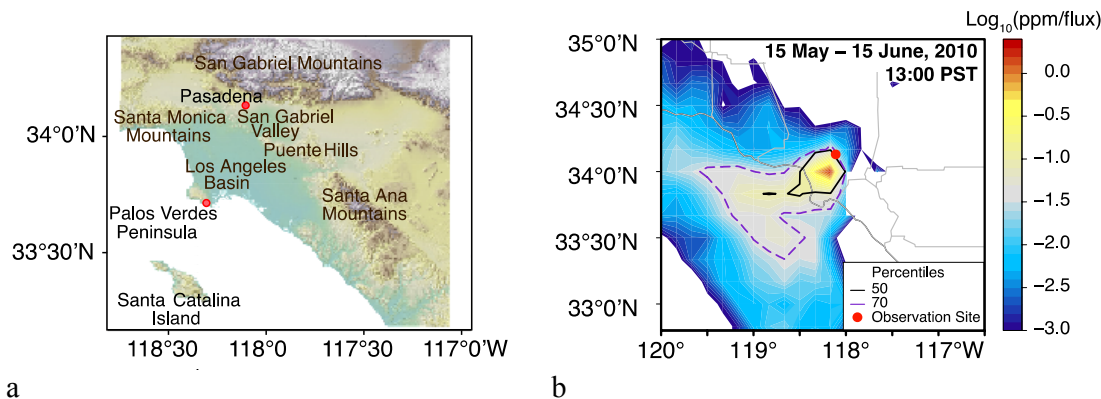 San Gabriel Mountains
Pasadena
Santa Monica
Mountains
San Gabriel
Valley
Puente Hills
Los Angeles
Basin
Santa Ana
Mountains
Palos Verdes
Peninsula
Santa Catalina
Island
34°0'N
33°30'N
118°30'
118°0'
117°30'
117°0'W
a
Log10(ppm/flux)
15 May – 15 June, 2010
13:00 PST
35°0'N
34°30'N
34°0'N
33°30'N
33°0'N
120°
119°
118°
117°W
Percentiles
50
70
Observation Site
0.0
−0.5
−1.0
−1.5
−2.0
−2.5
−3.0
b